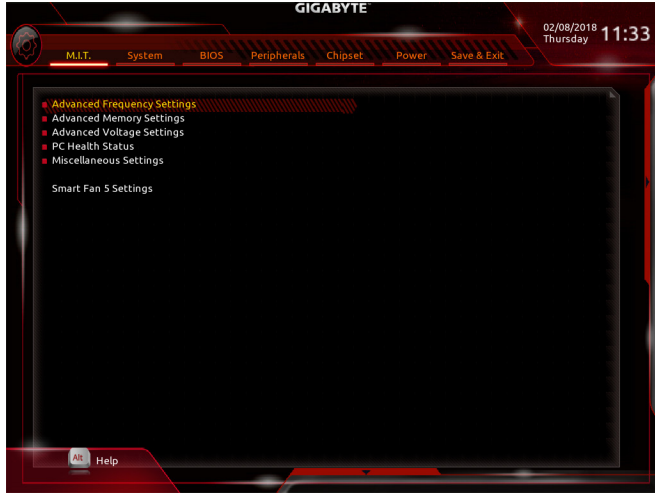 GIGABYTE
02/08/2018 11:33
Thursday
M.I.T. System BIOS Peripherals Chipset Power Save & Exit
Advanced Frequency Settings
Advanced Memory Settings
Advanced Voltage Settings
PC Health Status
Miscellaneous Settings
Smart Fan 5 Settings
Alt Help